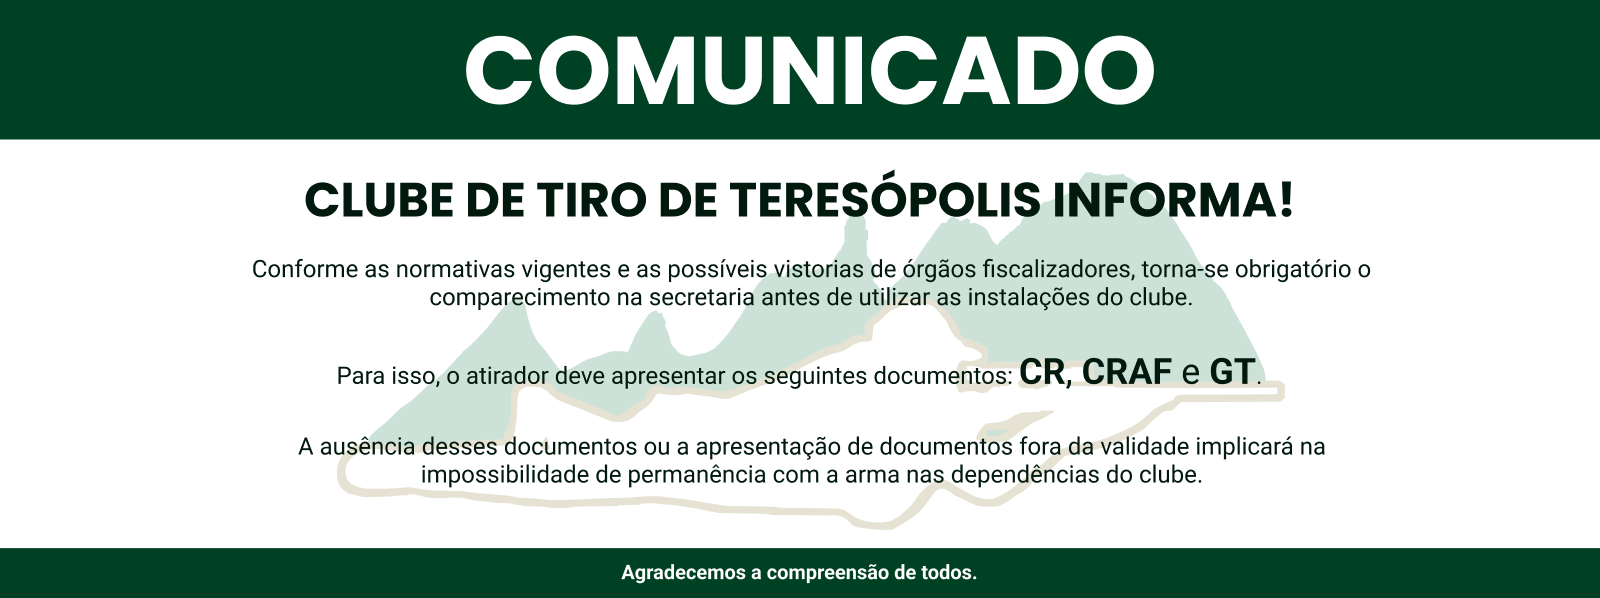 COMUNICADO
CLUBE DE TIRO DE TERESÓPOLIS INFORMA!
Conforme as normativas vigentes e as possíveis vistorias de órgãos fiscalizadores, torna-se obrigatório o
comparecimento na secretaria antes de utilizar as instalações do clube.
Para isso, o atirador deve apresentar os seguintes documentos: CR, CRAF e GT.
A ausência desses documentos ou a apresentação de documentos fora da validade implicará na
impossibilidade de permanência com a arma nas dependências do clube.
Agradecemos a compreensão de todos.